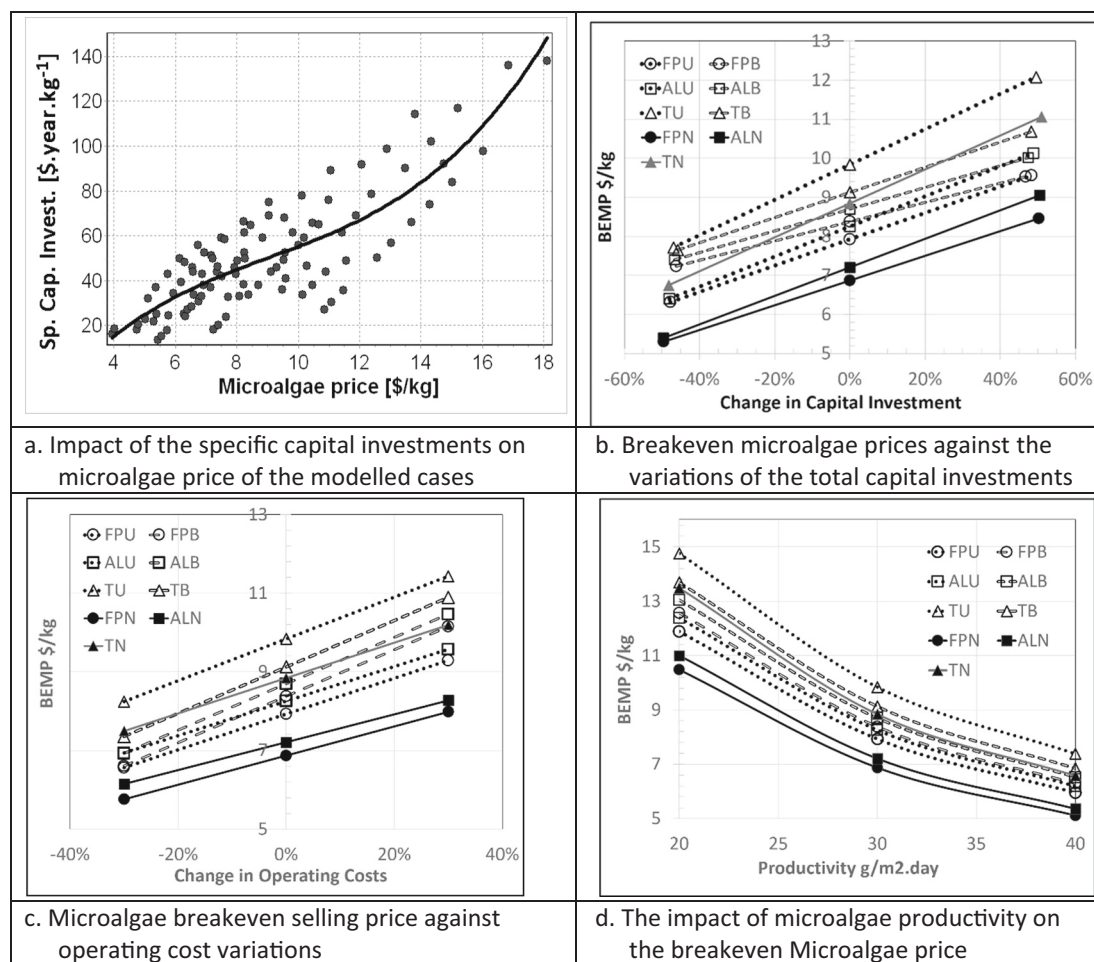 Sp. Cap. Invest. [$.year.kg-1]
140
120
100
80
60
40
20
4 6 8 10 12 14 16 18
Microalgae price [$/kg]
a. Impact of the specific capital investments on
microalgae price of the modelled cases
BEMP $/kg
13
12
11
10
9
8
7
6
5
FPU FPB
ALU ALB
TU TB
FPN ALN
TN
-60% -40% -20% 0% 20% 40% 60%
Change in Capital Investment
b. Breakeven microalgae prices against the
variations of the total capital investments
BEMP $/kg
13
11
9
7
5
FPU FPB
ALU ALB
TU TB
FPN ALN
TN
-40% -20% 0% 20% 40%
Change in Operating Costs
c. Microalgae breakeven selling price against
operating cost variations
BEMP $/kg
15
13
11
9
7
5
FPU FPB
ALU ALB
TU TB
FPN ALN
TN
20 25 30 35 40
Productivity g/m2.day
d. The impact of microalgae productivity on
the breakeven Microalgae price